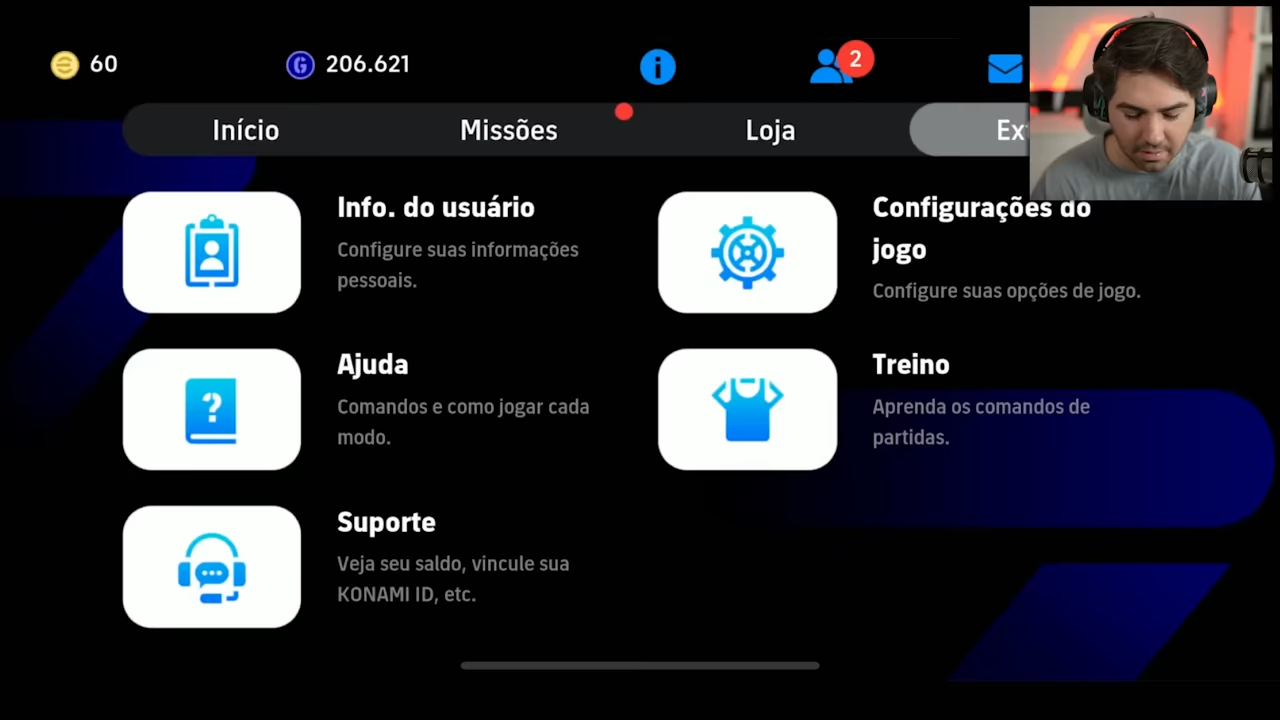 60
206.621
2
Início
Missões
Loja
Ex
Info. do usuário
Configure suas informações
pessoais.
Configurações do
jogo
Configure suas opções de jogo.
Ajuda
Comandos e como jogar cada
modo.
Treino
Aprenda os comandos de
partidas.
Suporte
Veja seu saldo, vincule sua
KONAMI ID, etc.